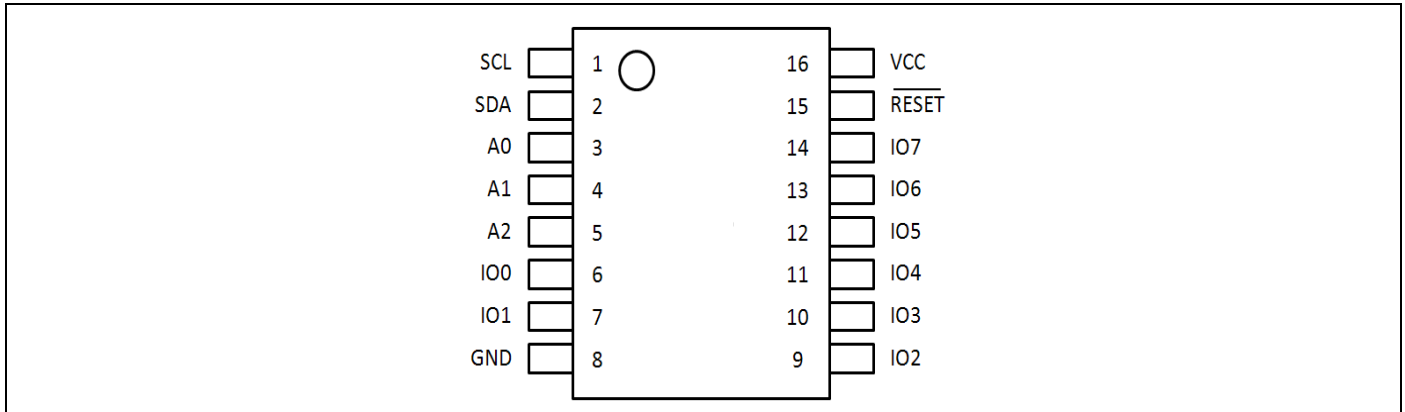 SCL 1 16 VCC
SDA 2 15 RESET
A0 3 14 IO7
A1 4 13 IO6
A2 5 12 IO5
IO0 6 11 IO4
IO1 7 10 IO3
GND 8 9 IO2